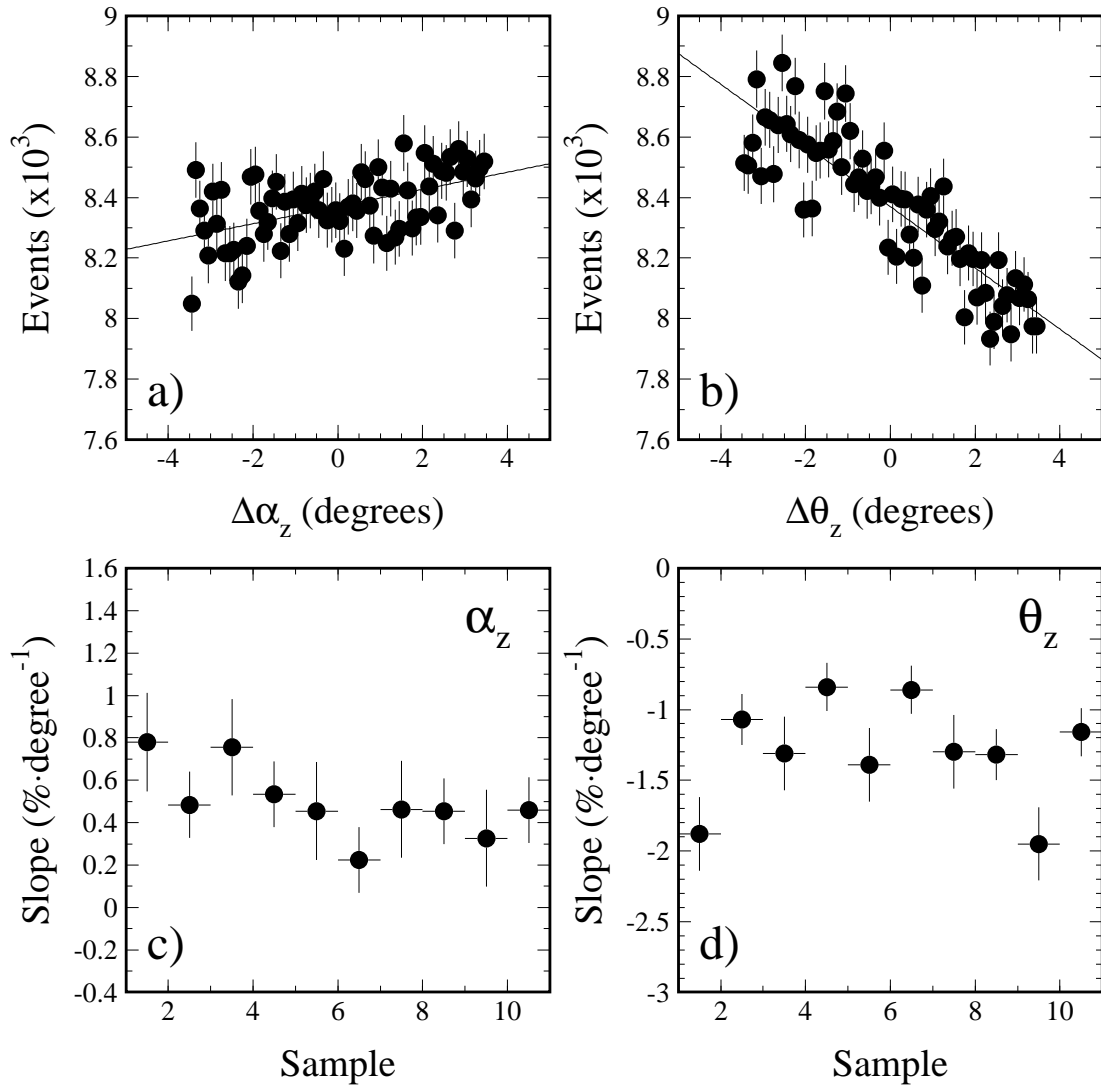 9
8.8
8.6
8.4
8.2
8
7.8
7.6
Events (x10^3)
a)
-4 -2 0 2 4
Δα_z (degrees)
9
8.8
8.6
8.4
8.2
8
7.8
7.6
Events (x10^3)
b)
-4 -2 0 2 4
Δθ_z (degrees)
1.6
1.4
1.2
1
0.8
0.6
0.4
0.2
0
-0.2
-0.4
Slope (%·degree^-1)
α_z
c)
2 4 6 8 10
Sample
0
-0.5
-1
-1.5
-2
-2.5
-3
Slope (%·degree^-1)
θ_z
d)
2 4 6 8 10
Sample